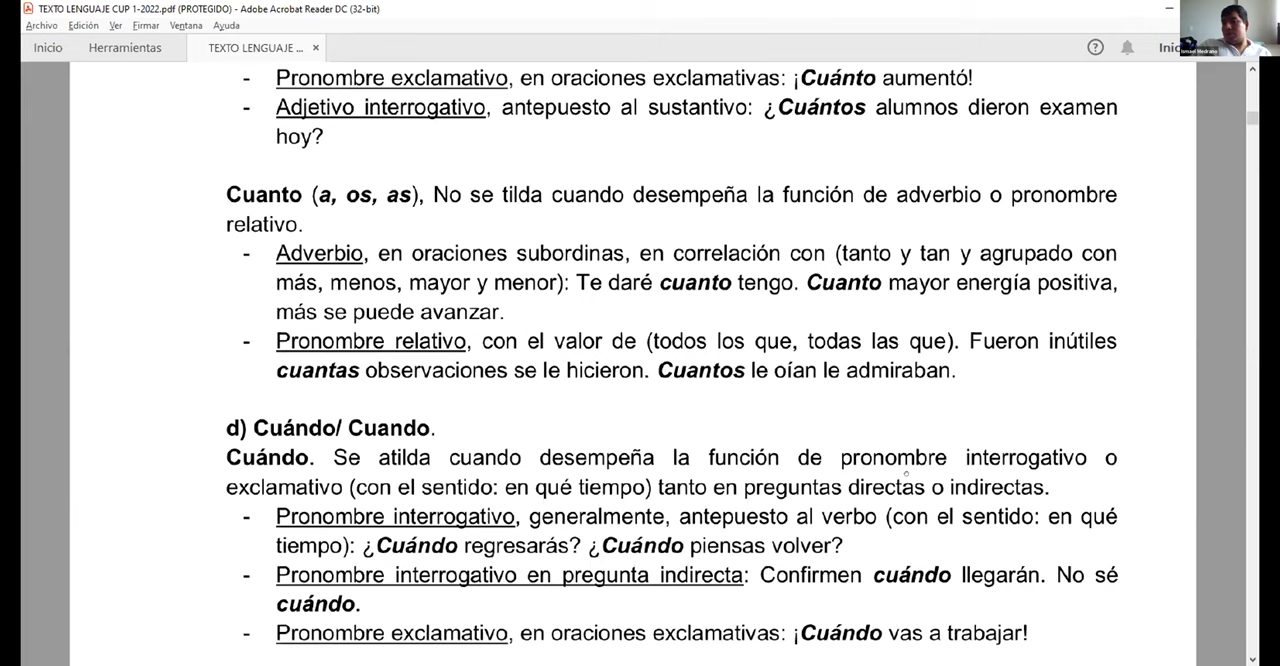 TEXTO LENGUAJE CUP 1-2022.pdf (PROTEGIDO) - Adobe Acrobat Reader DC (32-bit)
Archivo Edición Ver Firmar Ventana Ayuda
Inicio Herramientas TEXTO LENGUAJE ... × ? Inic
Ismael Medrano
- Pronombre exclamativo, en oraciones exclamativas: ¡Cuánto aumentó!
- Adjetivo interrogativo, antepuesto al sustantivo: ¿Cuántos alumnos dieron examen
hoy?
Cuanto (a, os, as), No se tilda cuando desempeña la función de adverbio o pronombre
relativo.
- Adverbio, en oraciones subordinas, en correlación con (tanto y tan y agrupado con
más, menos, mayor y menor): Te daré cuanto tengo. Cuanto mayor energía positiva,
más se puede avanzar.
- Pronombre relativo, con el valor de (todos los que, todas las que). Fueron inútiles
cuantas observaciones se le hicieron. Cuantos le oían le admiraban.
d) Cuándo/ Cuando.
Cuándo. Se atilda cuando desempeña la función de pronombre interrogativo o
exclamativo (con el sentido: en qué tiempo) tanto en preguntas directas o indirectas.
- Pronombre interrogativo, generalmente, antepuesto al verbo (con el sentido: en qué
tiempo): ¿Cuándo regresarás? ¿Cuándo piensas volver?
- Pronombre interrogativo en pregunta indirecta: Confirmen cuándo llegarán. No sé
cuándo.
- Pronombre exclamativo, en oraciones exclamativas: ¡Cuándo vas a trabajar!